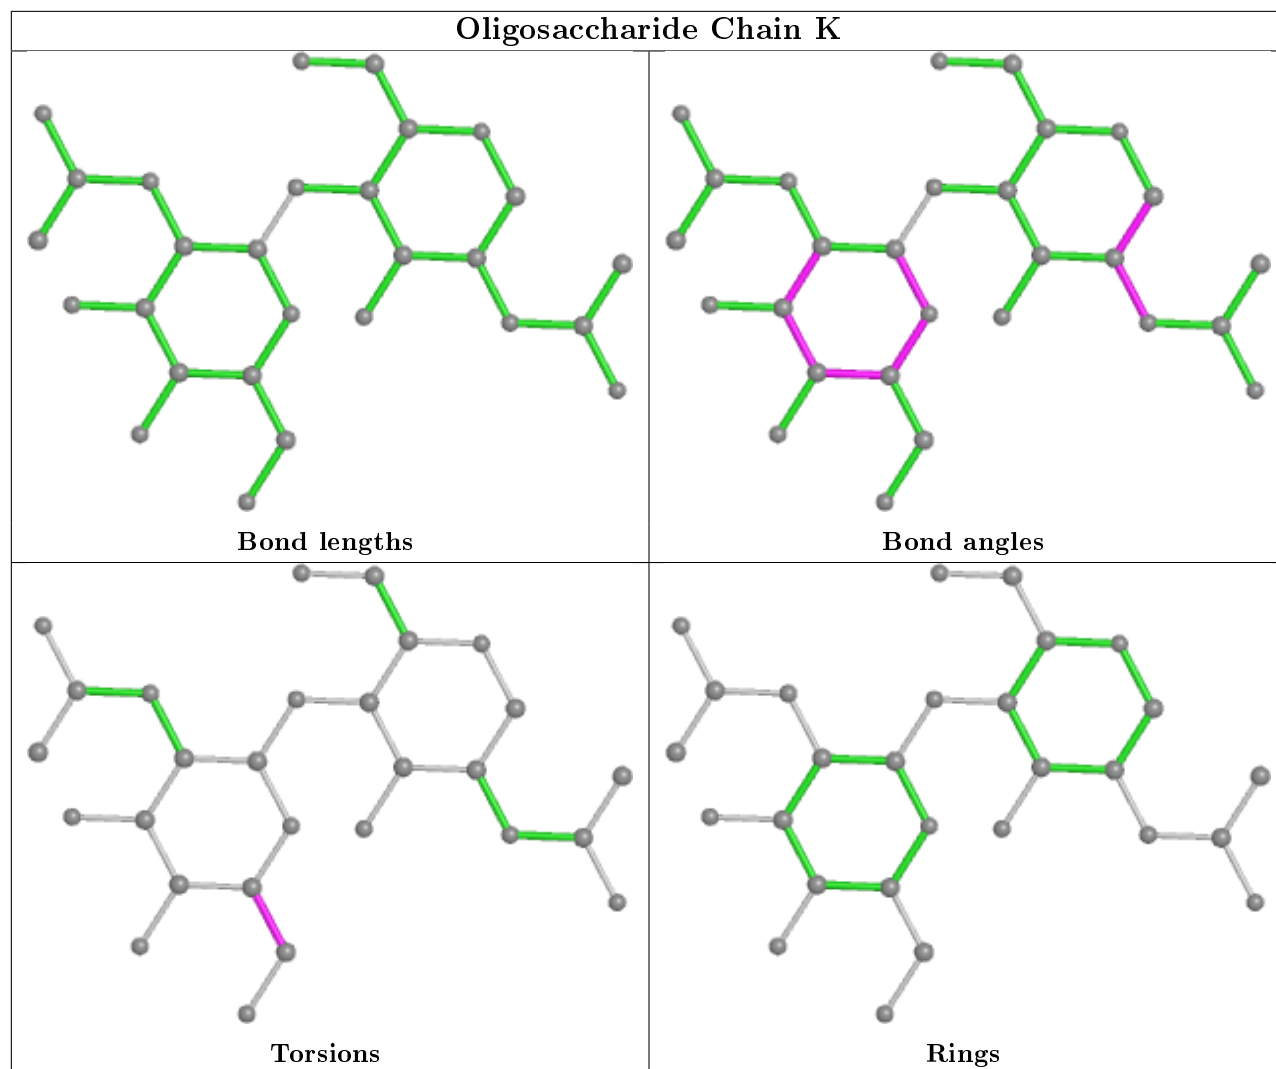 Oligosaccharide Chain K
Bond lengths
Bond angles
Torsions
Rings